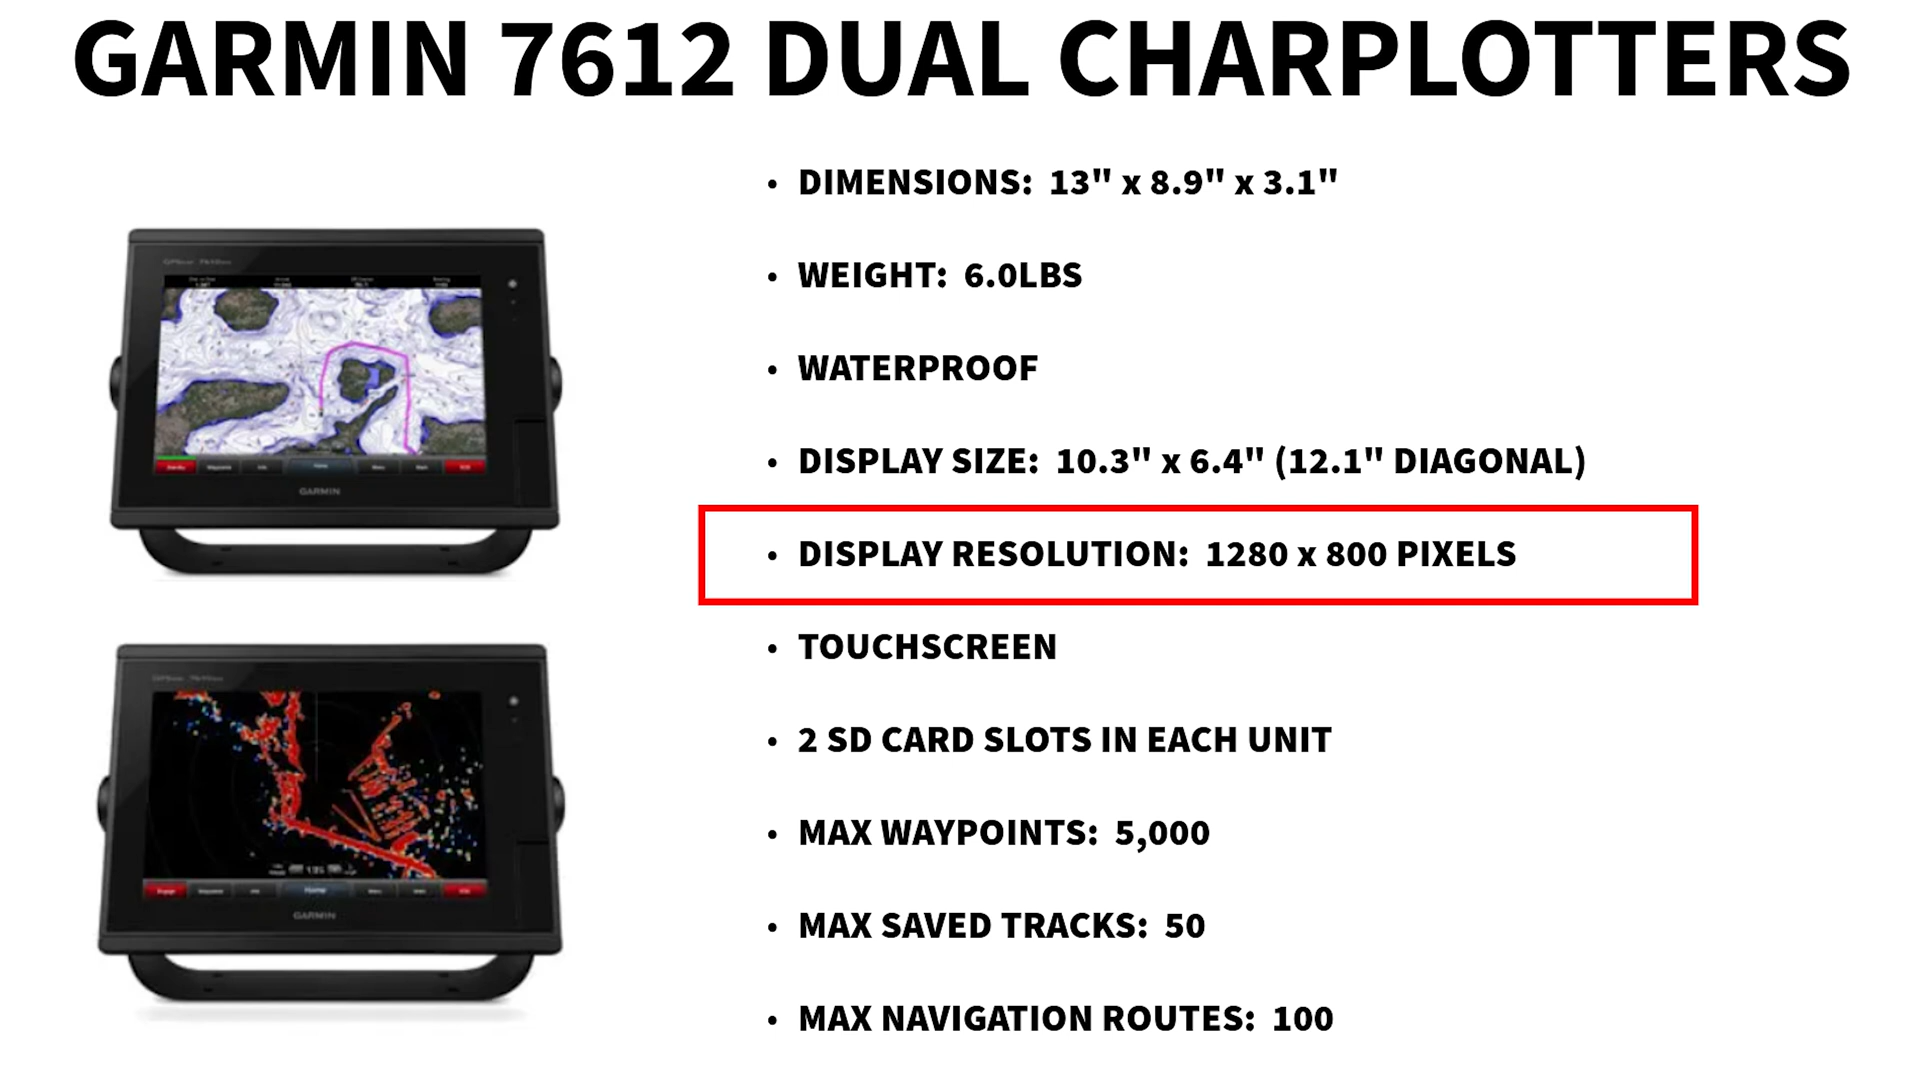 GARMIN 7612 DUAL CHARPLOTTERS
• DIMENSIONS: 13" x 8.9" x 3.1"
• WEIGHT: 6.0LBS
• WATERPROOF
• DISPLAY SIZE: 10.3" x 6.4" (12.1" DIAGONAL)
• DISPLAY RESOLUTION: 1280 x 800 PIXELS
• TOUCHSCREEN
• 2 SD CARD SLOTS IN EACH UNIT
• MAX WAYPOINTS: 5,000
• MAX SAVED TRACKS: 50
• MAX NAVIGATION ROUTES: 100
Home
GARMIN
Home
GARMIN